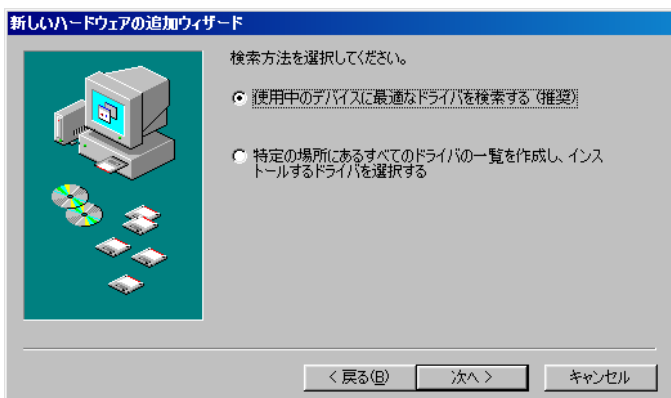 新しいハードウェアの追加ウィザード
検索方法を選択してください。
使用中のデバイスに最適なドライバを検索する (推奨)
特定の場所にあるすべてのドライバの一覧を作成し、インス
トールするドライバを選択する
< 戻る(B)
次へ >
キャンセル